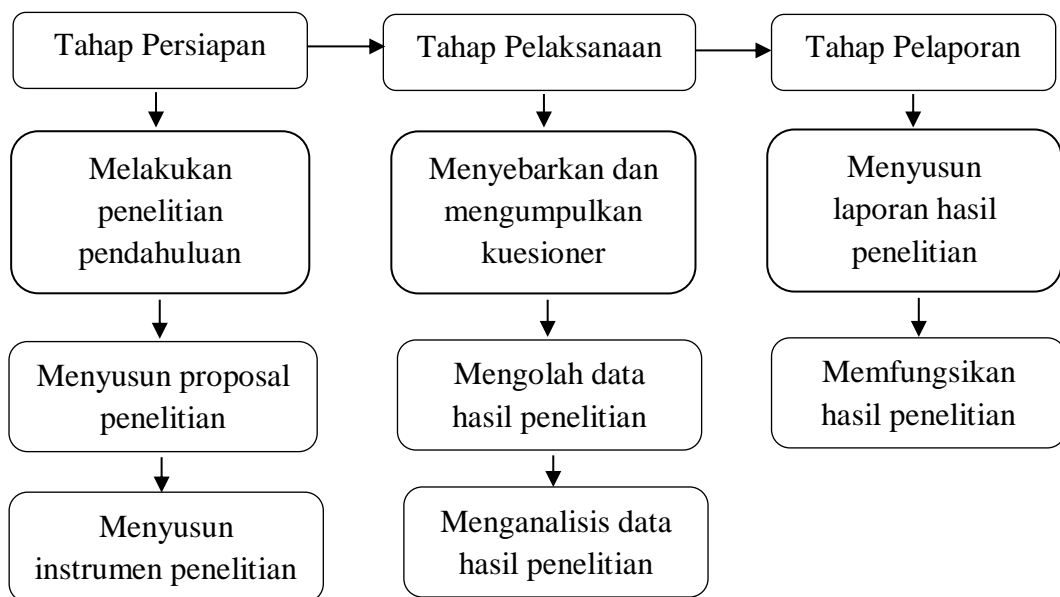 Tahap Persiapan
Tahap Pelaksanaan
Tahap Pelaporan
Melakukan
penelitian
pendahuluan
Menyebarkan dan
mengumpulkan
kuesioner
Menyusun
laporan hasil
penelitian
Menyusun proposal
penelitian
Mengolah data
hasil penelitian
Memfungsikan
hasil penelitian
Menyusun
instrumen penelitian
Menganalisis data
hasil penelitian